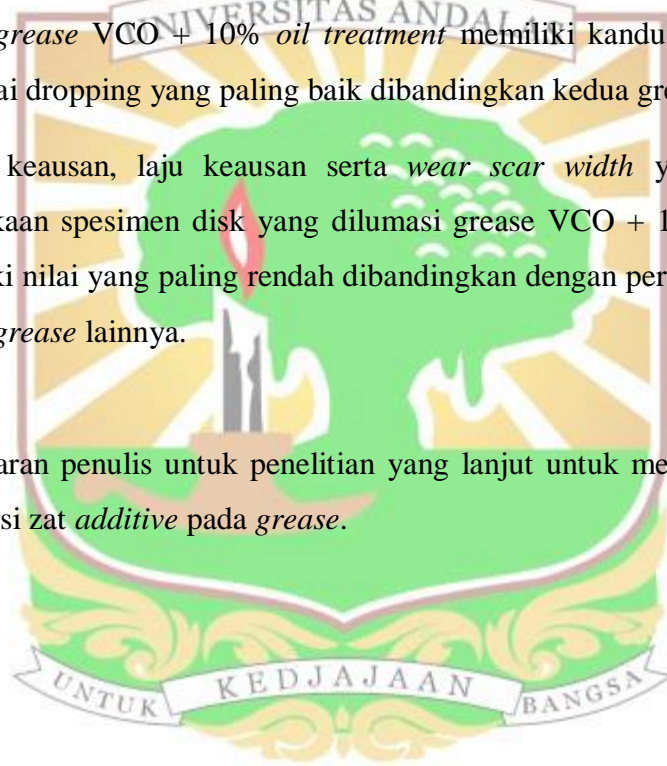 UNIVERSITAS ANDALAS
grease VCO + 10% oil treatment memiliki kandu
ai dropping yang paling baik dibandingkan kedua gre
keausan, laju keausan serta wear scar width y
kaan spesimen disk yang dilumasi grease VCO + 1
ki nilai yang paling rendah dibandingkan dengan per
grease lainnya.
aran penulis untuk penelitian yang lanjut untuk me
si zat additive pada grease.
UNTUK KEDJAJAAN BANGSA